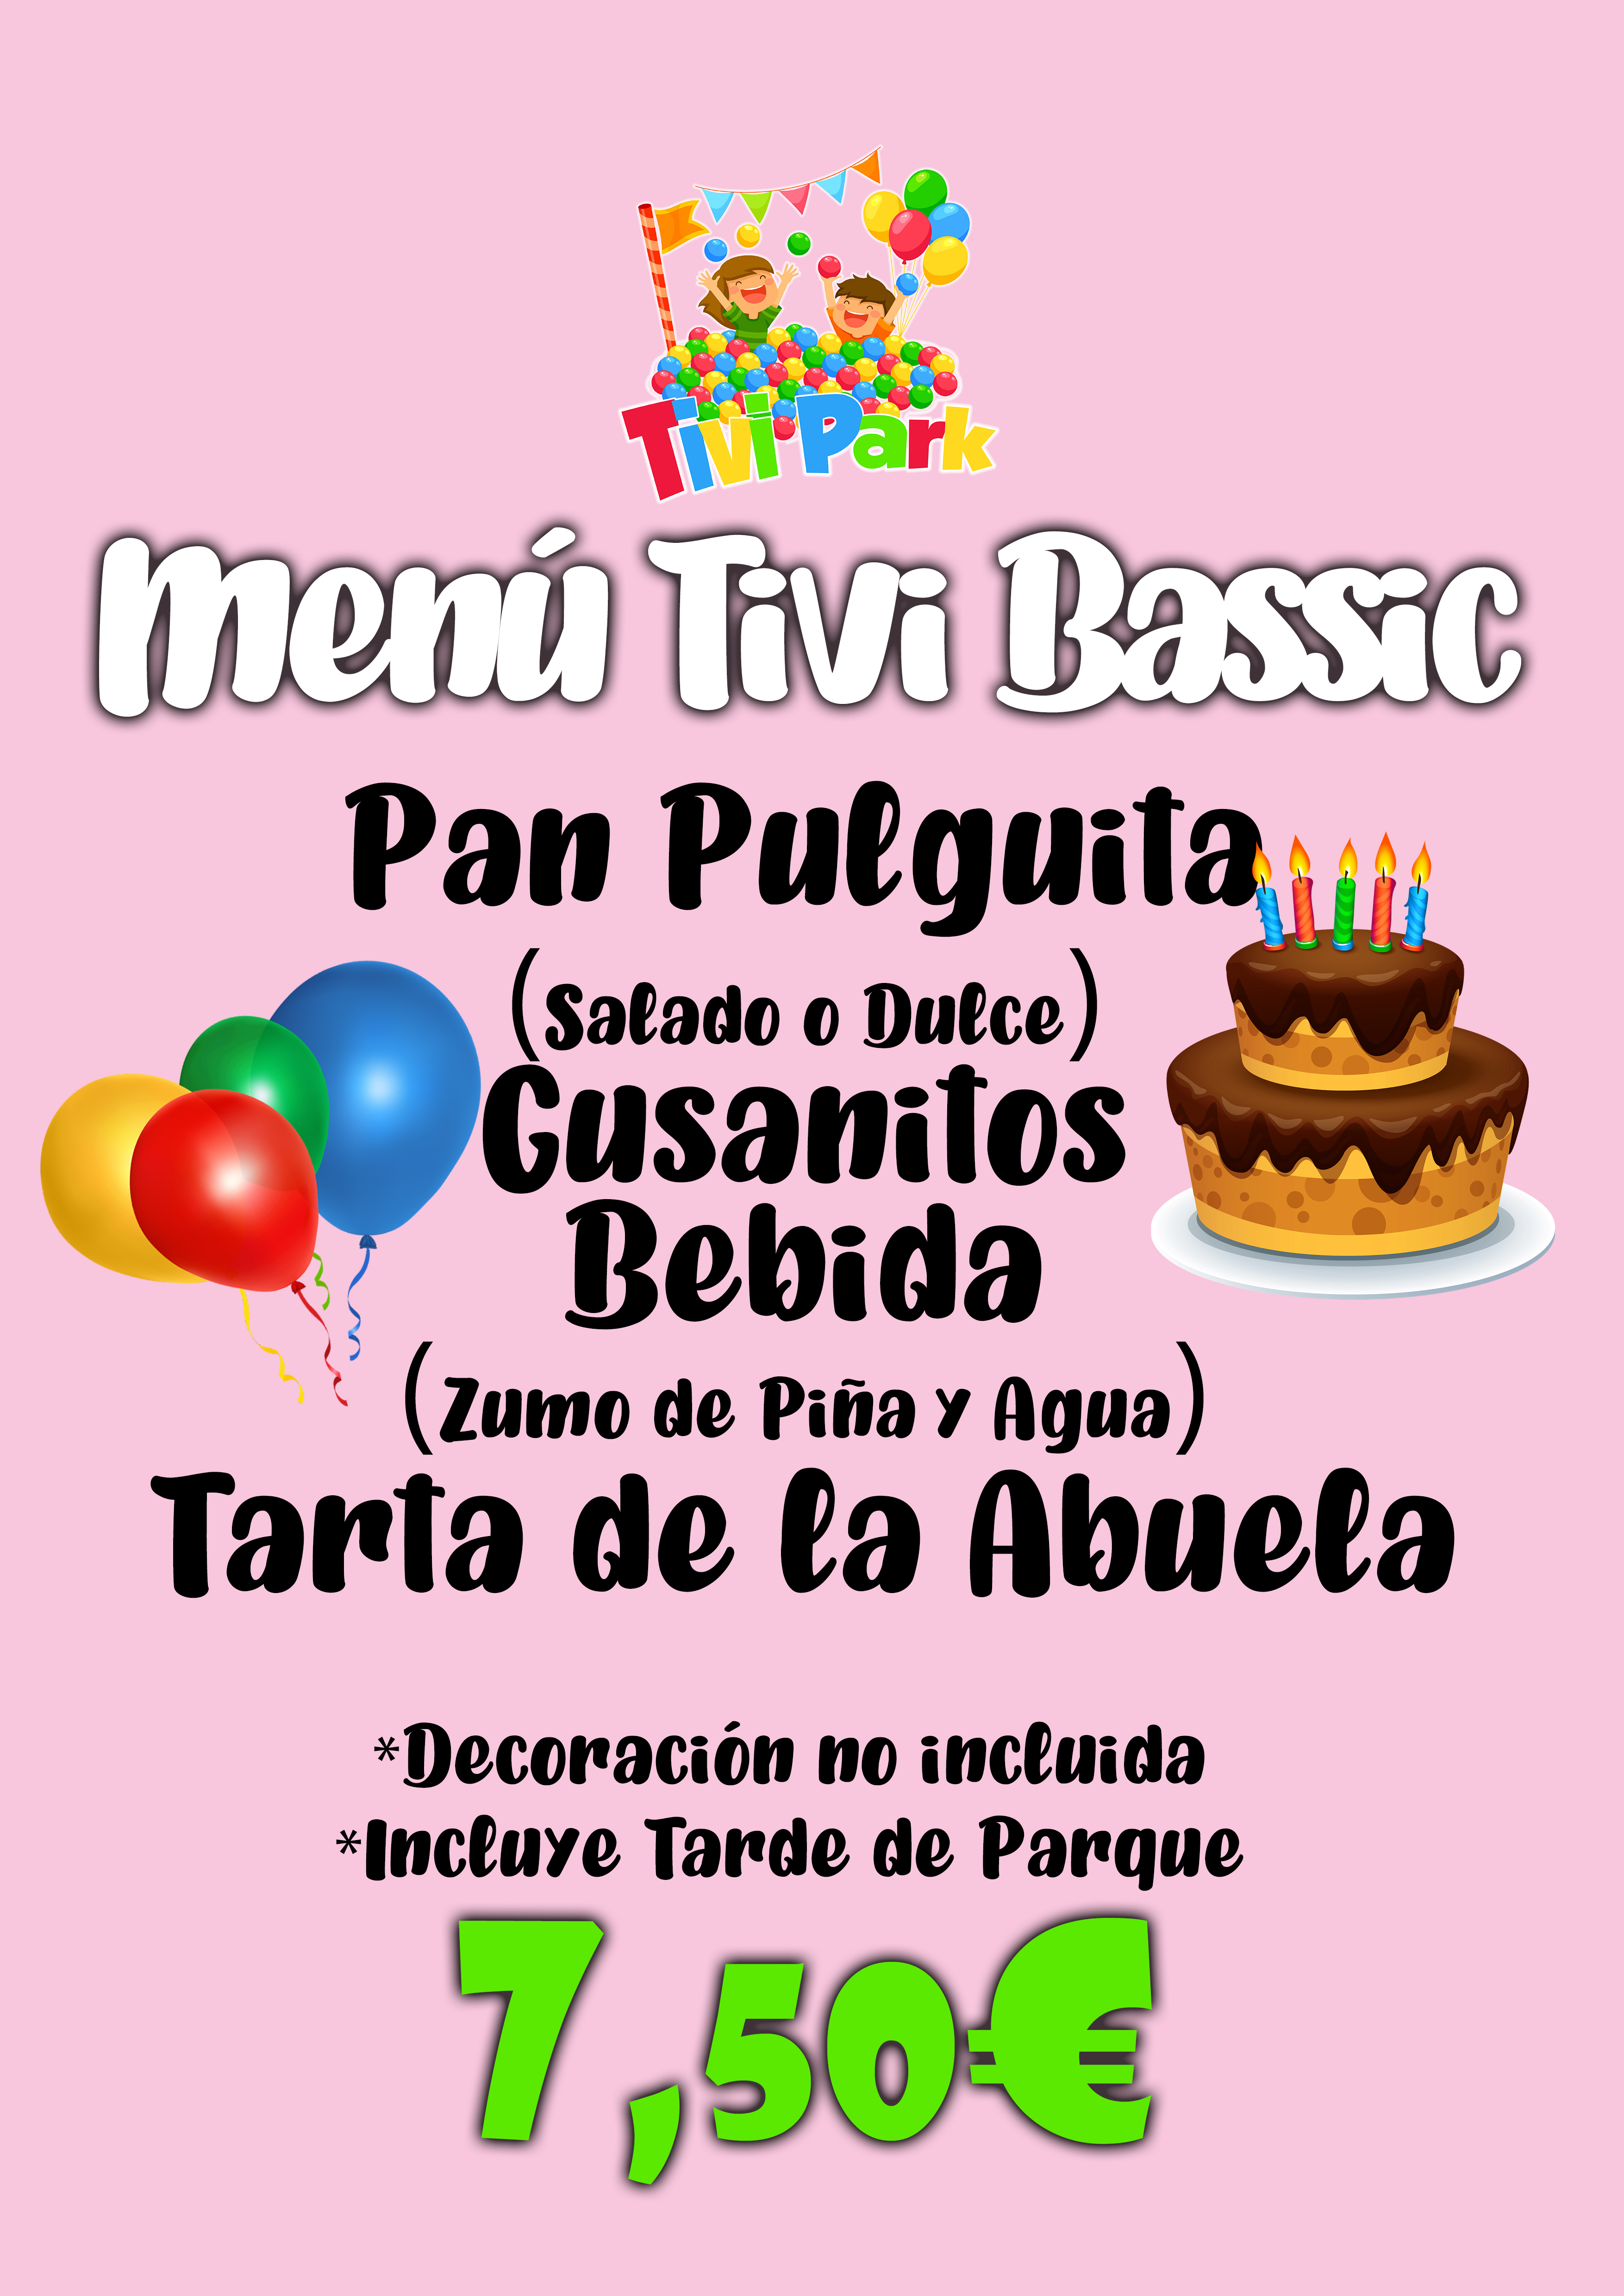 Tivi Park
Menú Tivi Bassic
Pan Pulguita
(Salado o Dulce)
Gusanitos
Bebida
(Zumo de Piña y Agua)
Tarta de la Abuela
*Decoración no incluida
*Incluye Tarde de Parque
7,50€